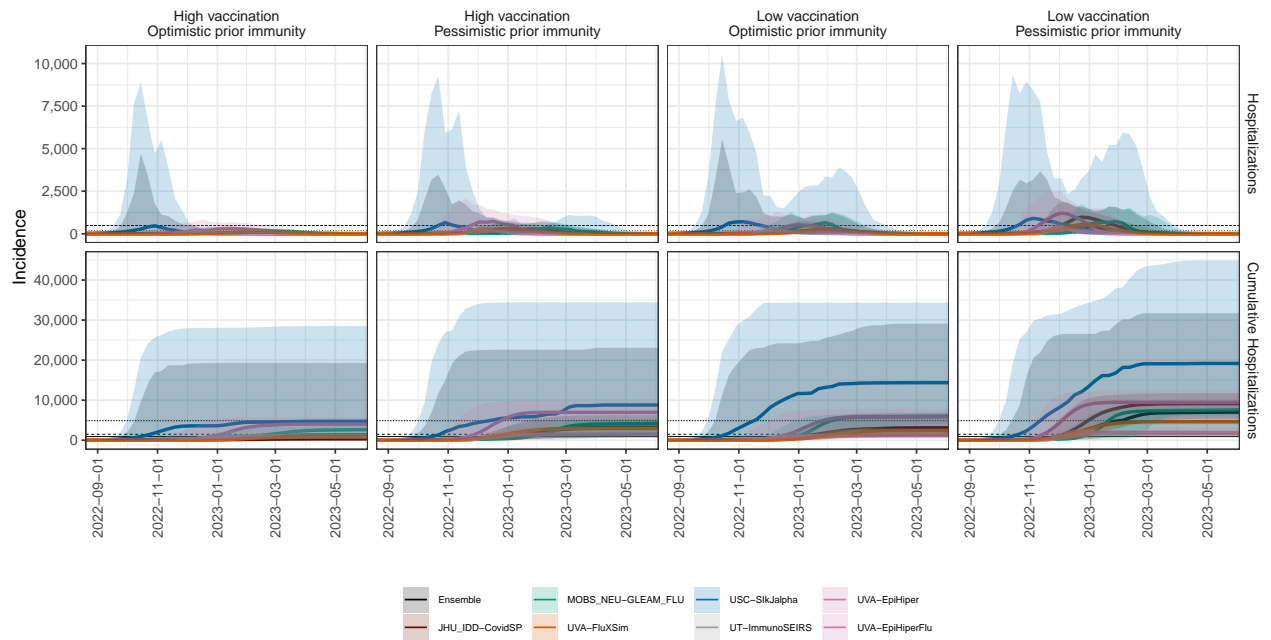 High vaccination
Optimistic prior immunity
High vaccination
Pessimistic prior immunity
Low vaccination
Optimistic prior immunity
Low vaccination
Pessimistic prior immunity
10,000
7,500
5,000
2,500
0
Hospitalizations
Incidence
40,000
30,000
20,000
10,000
0
Cumulative Hospitalizations
2022−09−01
2022−11−01
2023−01−01
2023−03−01
2023−05−01
2022−09−01
2022−11−01
2023−01−01
2023−03−01
2023−05−01
2022−09−01
2022−11−01
2023−01−01
2023−03−01
2023−05−01
2022−09−01
2022−11−01
2023−01−01
2023−03−01
2023−05−01
Ensemble
MOBS_NEU−GLEAM_FLU
USC−SIkJalpha
UVA−EpiHiper
JHU_IDD−CovidSP
UVA−FluXSim
UT−ImmunoSEIRS
UVA−EpiHiperFlu